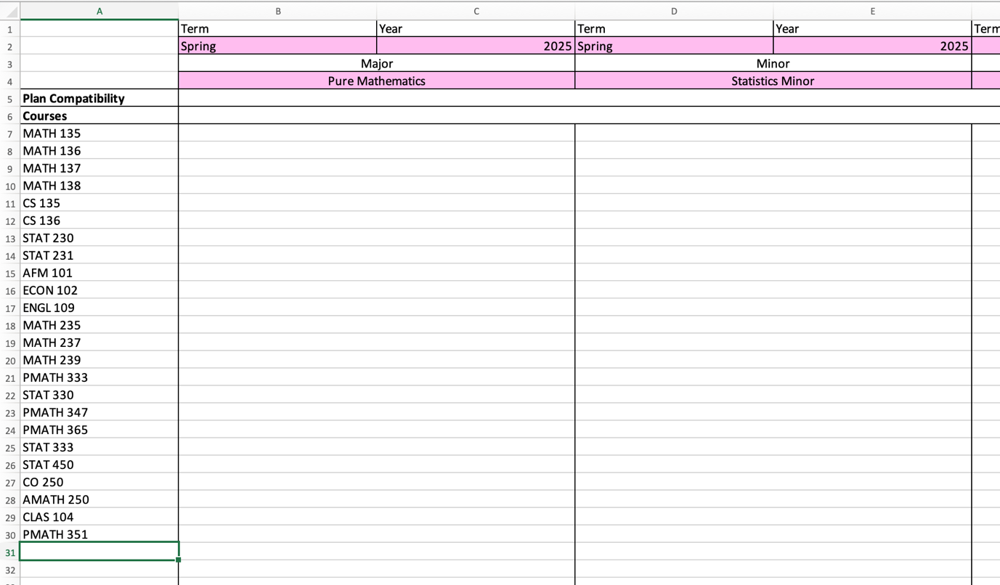 A B C D E
1 Term Year Term Year Term
2 Spring 2025 Spring 2025
3 Major Minor
4 Pure Mathematics Statistics Minor
5 Plan Compatibility
6 Courses
7 MATH 135
8 MATH 136
9 MATH 137
10 MATH 138
11 CS 135
12 CS 136
13 STAT 230
14 STAT 231
15 AFM 101
16 ECON 102
17 ENGL 109
18 MATH 235
19 MATH 237
20 MATH 239
21 PMATH 333
22 STAT 330
23 PMATH 347
24 PMATH 365
25 STAT 333
26 STAT 450
27 CO 250
28 AMATH 250
29 CLAS 104
30 PMATH 351
31
32